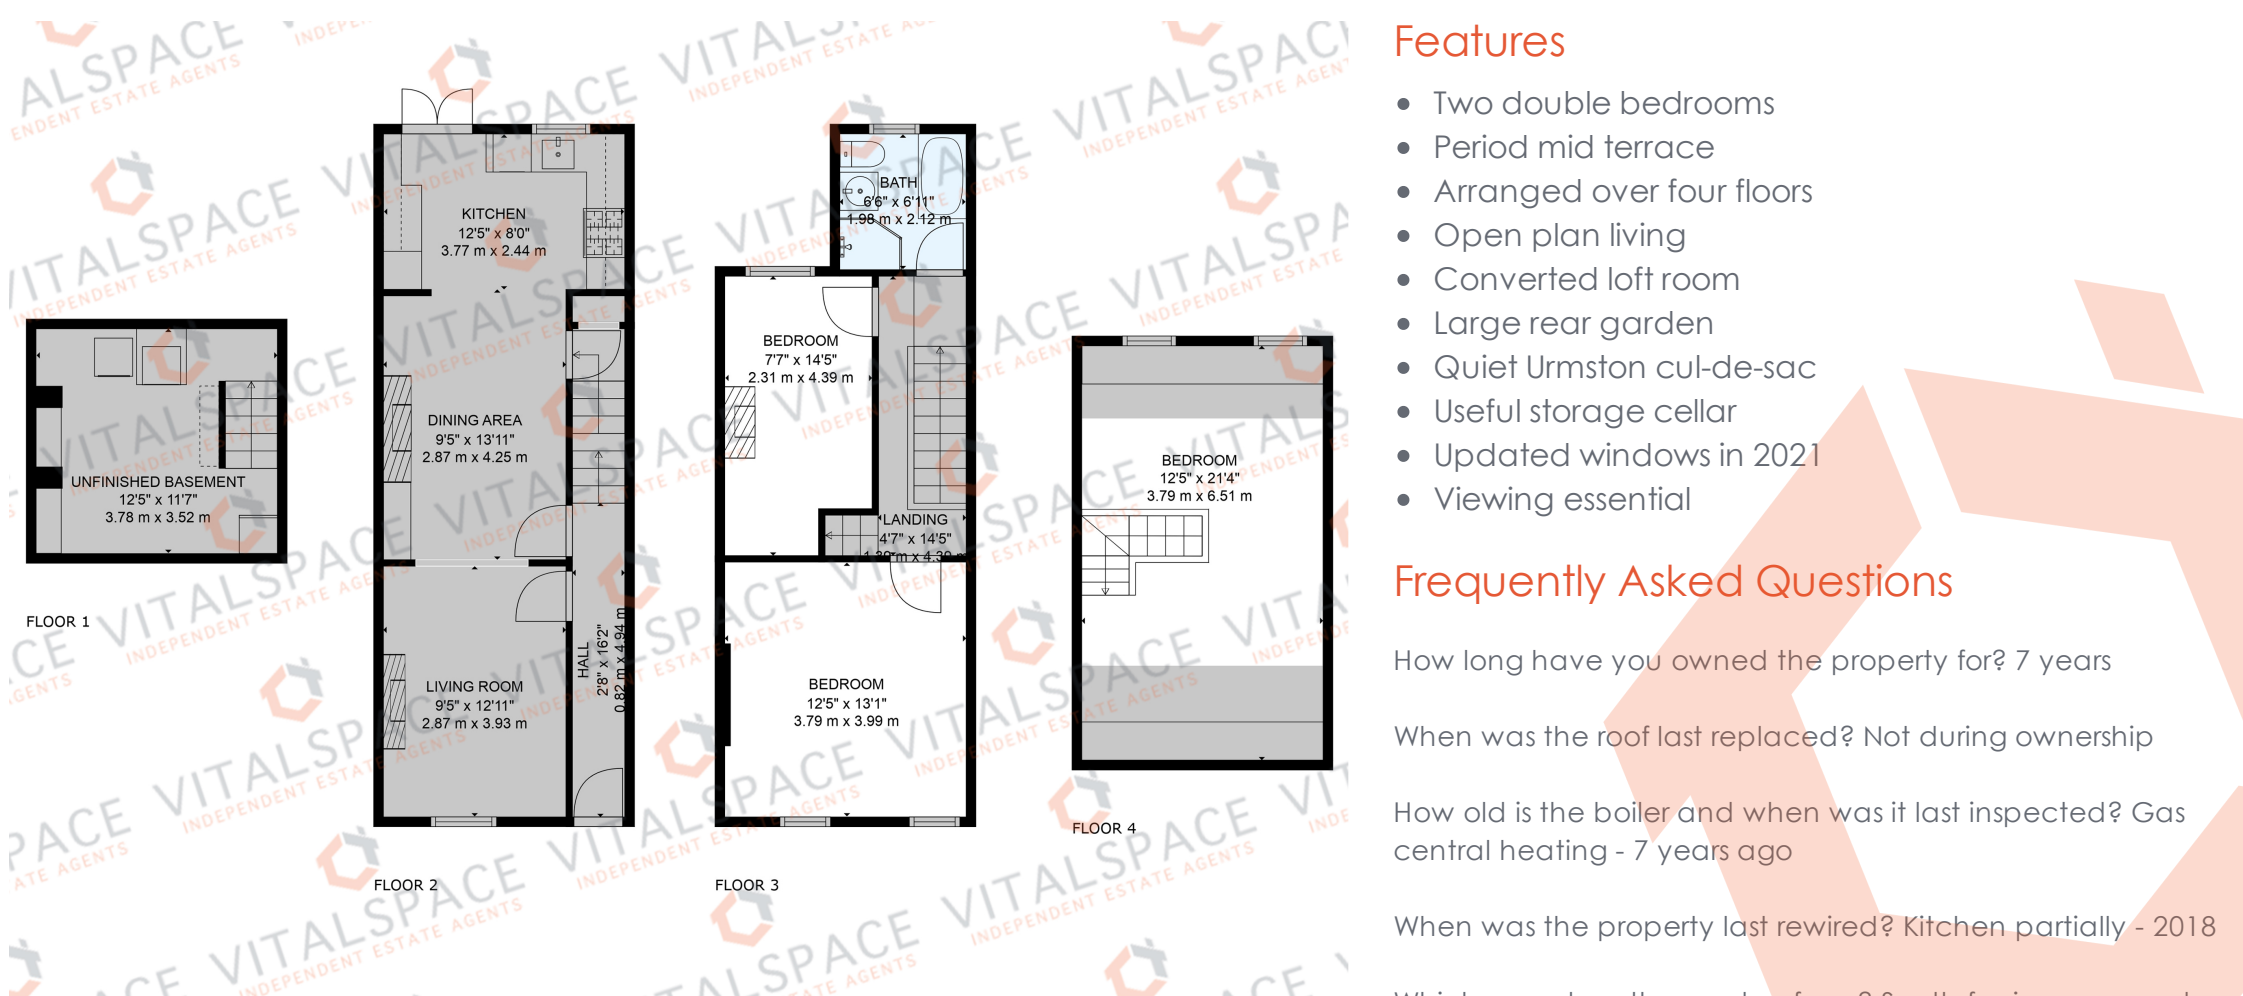 KITCHEN
12'5" x 8'0"
3.77 m x 2.44 m
DINING AREA
9'5" x 13'11"
2.87 m x 4.25 m
LIVING ROOM
9'5" x 12'11"
2.87 m x 3.93 m
HALL
2'8" x 16'2"
0.82 m x 4.94 m
UNFINISHED BASEMENT
12'5" x 11'7"
3.78 m x 3.52 m
FLOOR 1
FLOOR 2
BATH
6'6" x 6'11"
1.98 m x 2.12 m
BEDROOM
7'7" x 14'5"
2.31 m x 4.39 m
LANDING
4'7" x 14'5"
1.39 m x 4.39 m
BEDROOM
12'5" x 13'1"
3.79 m x 3.99 m
FLOOR 3
BEDROOM
12'5" x 21'4"
3.79 m x 6.51 m
FLOOR 4
VITALSPACE
INDEPENDENT ESTATE AGENTS
Features
• Two double bedrooms
• Period mid terrace
• Arranged over four floors
• Open plan living
• Converted loft room
• Large rear garden
• Quiet Urmston cul-de-sac
• Useful storage cellar
• Updated windows in 2021
• Viewing essential
Frequently Asked Questions
How long have you owned the property for? 7 years
When was the roof last replaced? Not during ownership
How old is the boiler and when was it last inspected? Gas
central heating - 7 years ago
When was the property last rewired? Kitchen partially - 2018